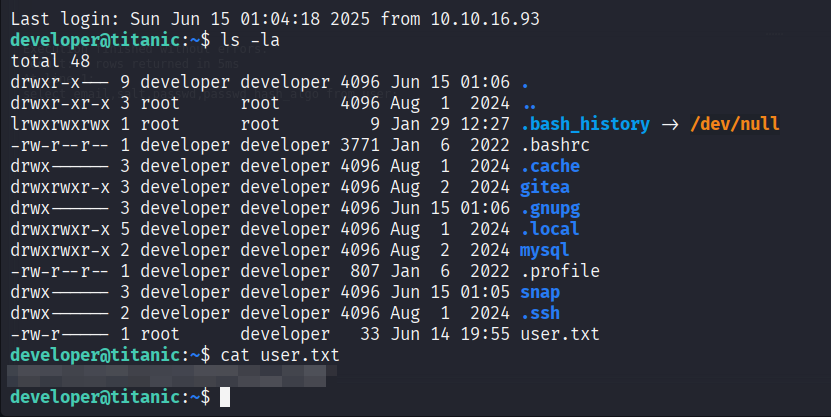 Last login: Sun Jun 15 01:04:18 2025 from 10.10.16.93
developer@titanic:~$ ls -la
total 48
drwxr-x--- 9 developer developer 4096 Jun 15 01:06 .
drwxr-xr-x 3 root      root      4096 Aug  1  2024 ..
lrwxrwxrwx 1 root      root         9 Jan 29 12:27 .bash_history -> /dev/null
-rw-r--r-- 1 developer developer 3771 Jan  6  2022 .bashrc
drwx------ 3 developer developer 4096 Aug  1  2024 .cache
drwxrwxr-x 3 developer developer 4096 Aug  2  2024 gitea
drwx------ 3 developer developer 4096 Jun 15 01:06 .gnupg
drwxrwxr-x 5 developer developer 4096 Aug  1  2024 .local
drwxrwxr-x 2 developer developer 4096 Aug  2  2024 mysql
-rw-r--r-- 1 developer developer  807 Jan  6  2022 .profile
drwx------ 3 developer developer 4096 Jun 15 01:05 snap
drwx------ 2 developer developer 4096 Aug  1  2024 .ssh
-rw-r----- 1 root      developer   33 Jun 14 19:55 user.txt
developer@titanic:~$ cat user.txt
developer@titanic:~$